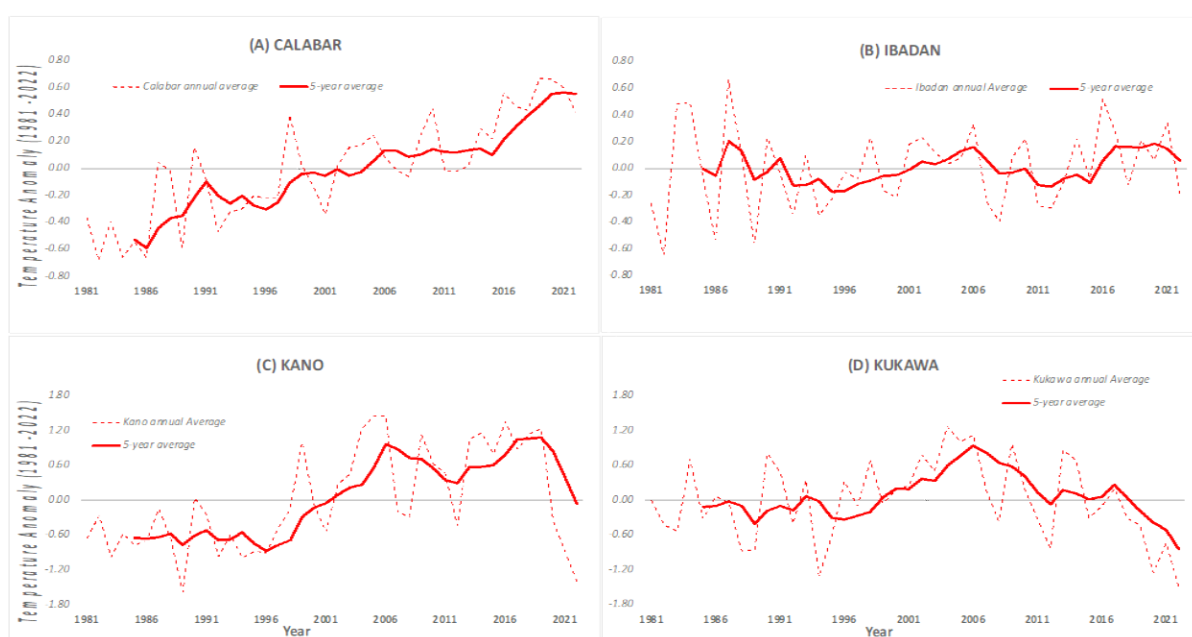 (A) CALABAR
Temperature Anomaly (1981 -2022)
0.80
0.60
0.40
0.20
0.00
-0.20
-0.40
-0.60
-0.80
Calabar annual average
5-year average
1981 1986 1991 1996 2001 2006 2011 2016 2021
(B) IBADAN
0.80
0.60
0.40
0.20
0.00
-0.20
-0.40
-0.60
-0.80
Ibadan annual Average
5-year average
1981 1986 1991 1996 2001 2006 2011 2016 2021
(C) KANO
Temperature Anomaly (1981 -2022)
1.80
1.20
0.60
0.00
-0.60
-1.20
-1.80
Kano annual Average
5-year average
1981 1986 1991 1996 2001 2006 2011 2016 2021
Year
(D) KUKAWA
1.80
1.20
0.60
0.00
-0.60
-1.20
-1.80
Kukawa annual Average
5-year average
1981 1986 1991 1996 2001 2006 2011 2016 2021
Year